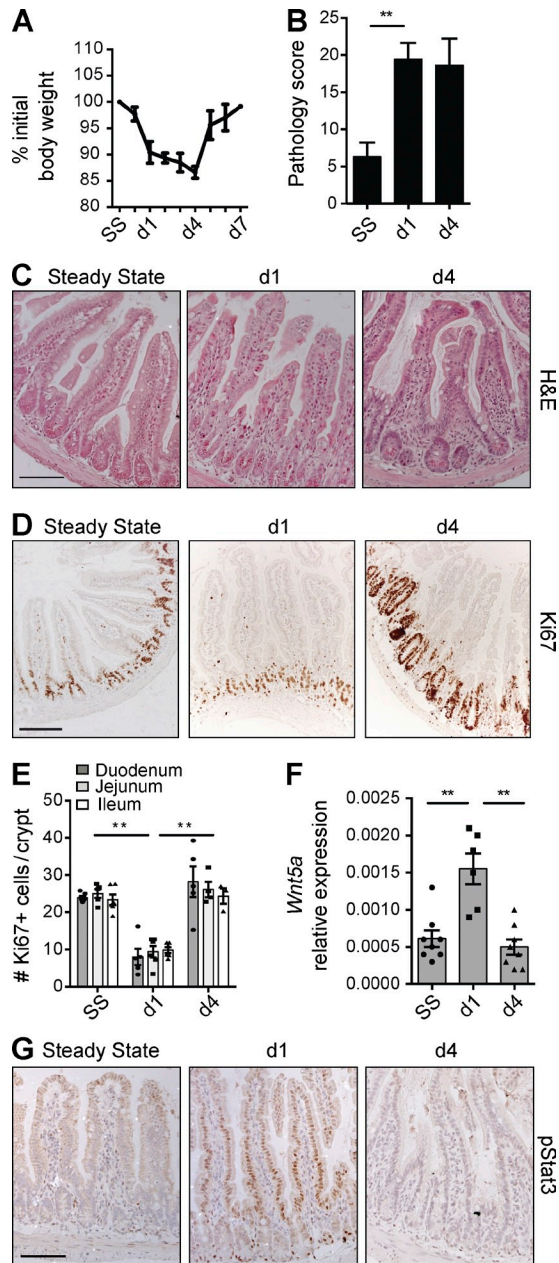 A
% initial
body weight
100
95
90
85
80
SS
d1
d4
d7
B
Pathology score
25
20
15
10
5
0
**
SS
d1
d4
C
Steady State
d1
d4
H&E
D
Steady State
d1
d4
Ki67
E
Duodenum
Jejunum
Ileum
# Ki67+ cells/crypt
50
40
30
20
10
0
**
**
SS
d1
d4
F
Wnt5a
relative expression
0.0025
0.0020
0.0015
0.0010
0.0005
0.0000
**
**
SS
d1
d4
G
Steady State
d1
d4
pStat3